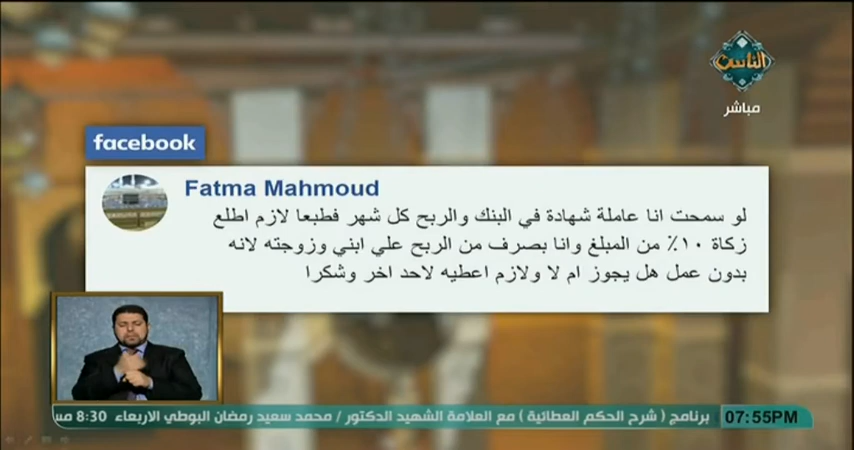 الناس
مباشر
facebook
Fatma Mahmoud
لو سمحت انا عاملة شهادة في البنك والربح كل شهر فطبعا لازم اطلع
زكاة ١٠٪ من المبلغ وانا بصرف من الربح علي ابني وزوجته لانه
بدون عمل هل يجوز ام لا ولازم اعطيه لاحد اخر وشكرا
برنامج ( شرح الحكم العطائية ) مع العلامة الشهيد الدكتور / محمد سعيد رمضان البوطي الاربعاء 8:30 مس
07:55PM